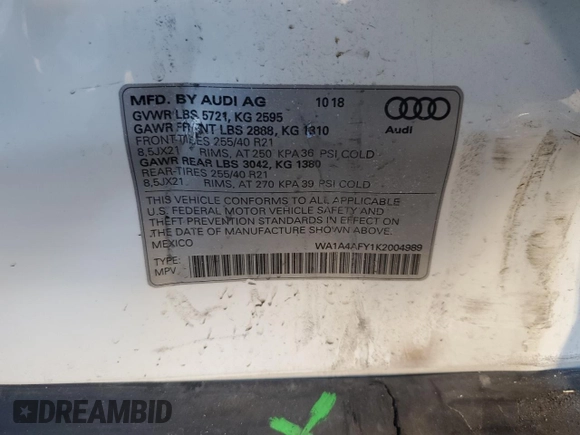 MFD. BY AUDI AG 10 18
GVWR LBS 5721, KG 2595
GAWR FRONT LBS 2888, KG 1310
FRONT-TIRES 255/40 R21
8,5JX21 RIMS, AT 250 KPA 36 PSI COLD
GAWR REAR LBS 3042, KG 1380
REAR-TIRES 255/40 R21
8,5JX21 RIMS, AT 270 KPA 39 PSI COLD
Audi
THIS VEHICLE CONFORMS TO ALL APPLICABLE
U.S. FEDERAL MOTOR VEHICLE SAFETY AND
THEFT PREVENTION STANDARDS IN EFFECT ON
THE DATE OF MANUFACTURE SHOWN ABOVE.
MEXICO WA1A4AFY1K2004989
TYPE:
MPV
DREAMBID